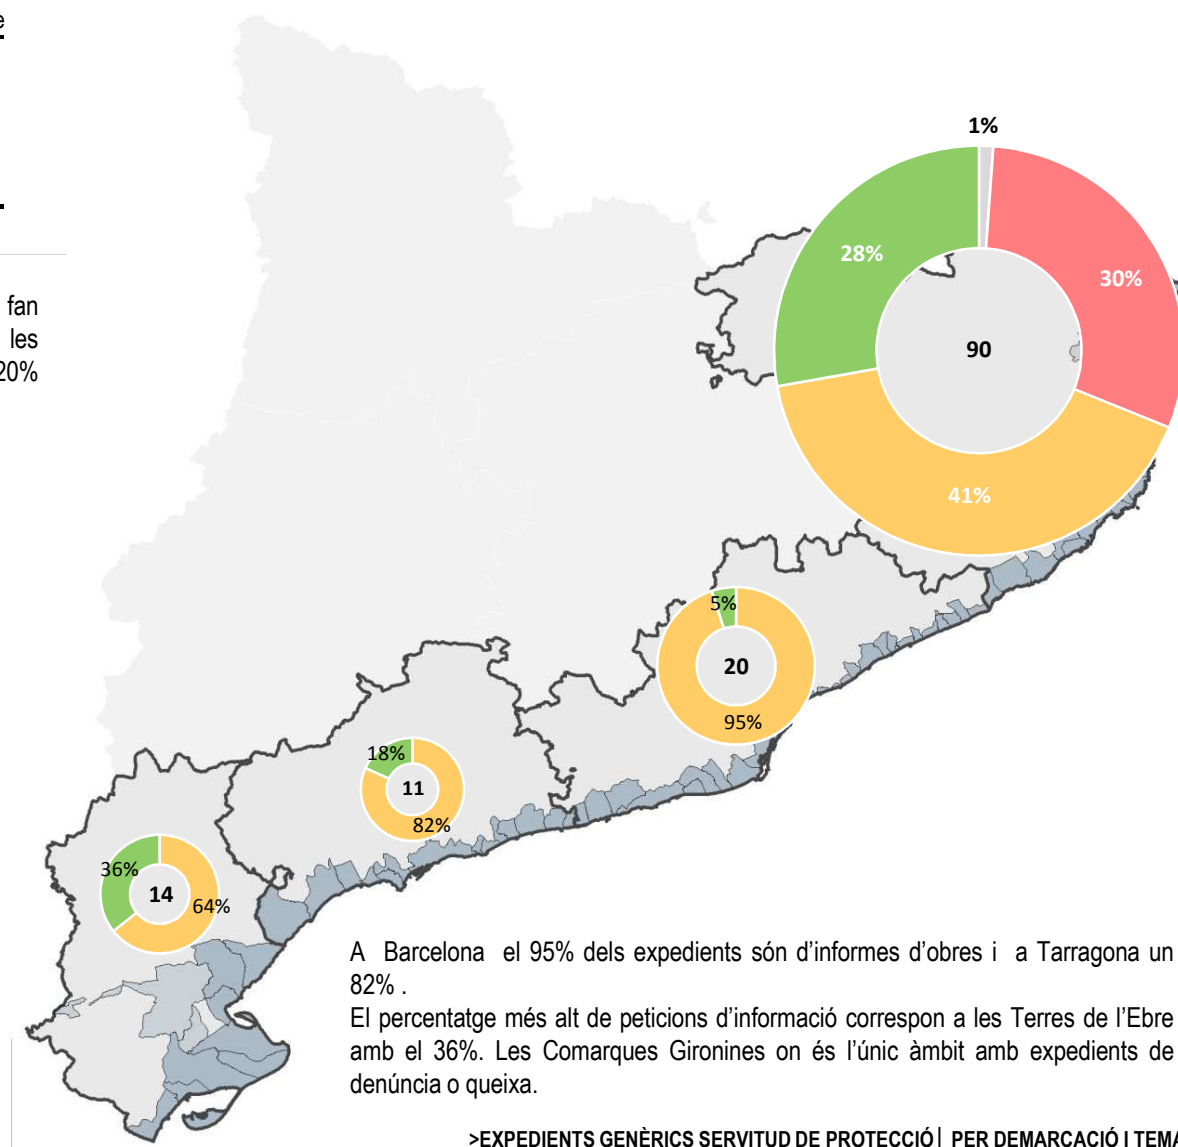 e
fan
les
20%
1%
28%
30%
90
41%
5%
20
95%
18%
11
82%
36%
14
64%
A Barcelona el 95% dels expedients són d’informes d’obres i a Tarragona un
82% .
El percentatge més alt de peticions d’informació correspon a les Terres de l’Ebre
amb el 36%. Les Comarques Gironines on és l’únic àmbit amb expedients de
denúncia o queixa.
>EXPEDIENTS GENÈRICS SERVITUD DE PROTECCIÓ| PER DEMARCACIÓ I TEMA